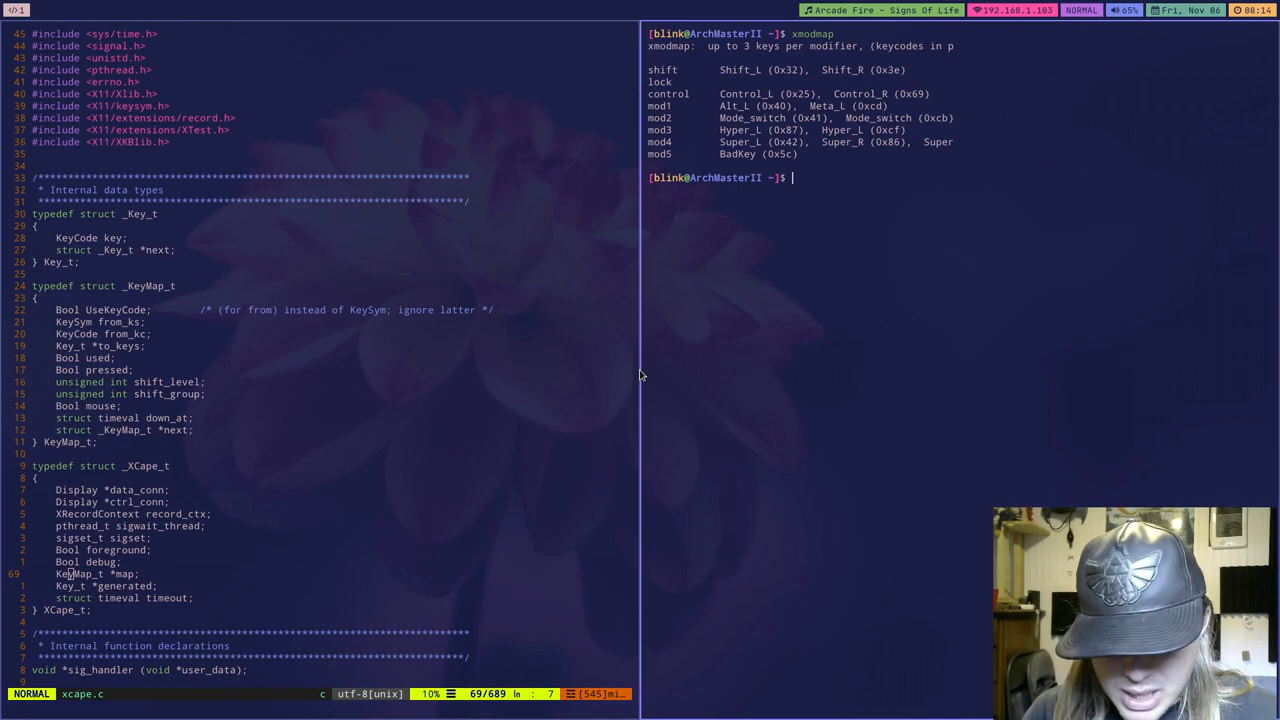 </> 1
Arcade Fire - Signs Of Life
192.168.1.103
NORMAL
65%
Fri, Nov 06
08:14
45 #include <sys/time.h>
44 #include <signal.h>
43 #include <unistd.h>
42 #include <pthread.h>
41 #include <errno.h>
40 #include <X11/Xlib.h>
39 #include <X11/keysym.h>
38 #include <X11/extensions/record.h>
37 #include <X11/extensions/XTest.h>
36 #include <X11/XKBlib.h>
35
34
33 /************************************************************************
32  * Internal data types
31  ***********************************************************************/
30 typedef struct _Key_t
29 {
28     KeyCode key;
27     struct _Key_t *next;
26 } Key_t;
25
24 typedef struct _KeyMap_t
23 {
22     Bool UseKeyCode;        /* (for from) instead of KeySym; ignore latter */
21     KeySym from_ks;
20     KeyCode from_kc;
19     Key_t *to_keys;
18     Bool used;
17     Bool pressed;
16     unsigned int shift_level;
15     unsigned int shift_group;
14     Bool mouse;
13     struct timeval down_at;
12     struct _KeyMap_t *next;
11 } KeyMap_t;
10
9 typedef struct _XCape_t
8 {
7     Display *data_conn;
6     Display *ctrl_conn;
5     XRecordContext record_ctx;
4     pthread_t sigwait_thread;
3     sigset_t sigset;
2     Bool foreground;
1     Bool debug;
69     KeyMap_t *map;
1     Key_t *generated;
2     struct timeval timeout;
3 } XCape_t;
4
5 /************************************************************************
6  * Internal function declarations
7  ***********************************************************************/
8 void *sig_handler (void *user_data);
9
NORMAL xcape.c c utf-8[unix] 10% ☰ 69/689 ln : 7 ☲[545]mi…
[blink@ArchMasterII ~]$ xmodmap
xmodmap:  up to 3 keys per modifier, (keycodes in p
shift       Shift_L (0x32),  Shift_R (0x3e)
lock
control     Control_L (0x25),  Control_R (0x69)
mod1        Alt_L (0x40),  Meta_L (0xcd)
mod2        Mode_switch (0x41),  Mode_switch (0xcb)
mod3        Hyper_L (0x87),  Hyper_L (0xcf)
mod4        Super_L (0x42),  Super_R (0x86),  Super
mod5        BadKey (0x5c)
[blink@ArchMasterII ~]$